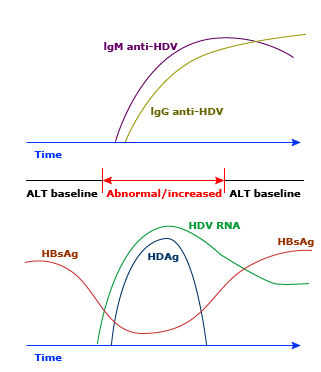 IgM anti-HDV
IgG anti-HDV
Time
ALT baseline Abnormal/increased ALT baseline
HDV RNA
HBsAg HDAg HBsAg
Time